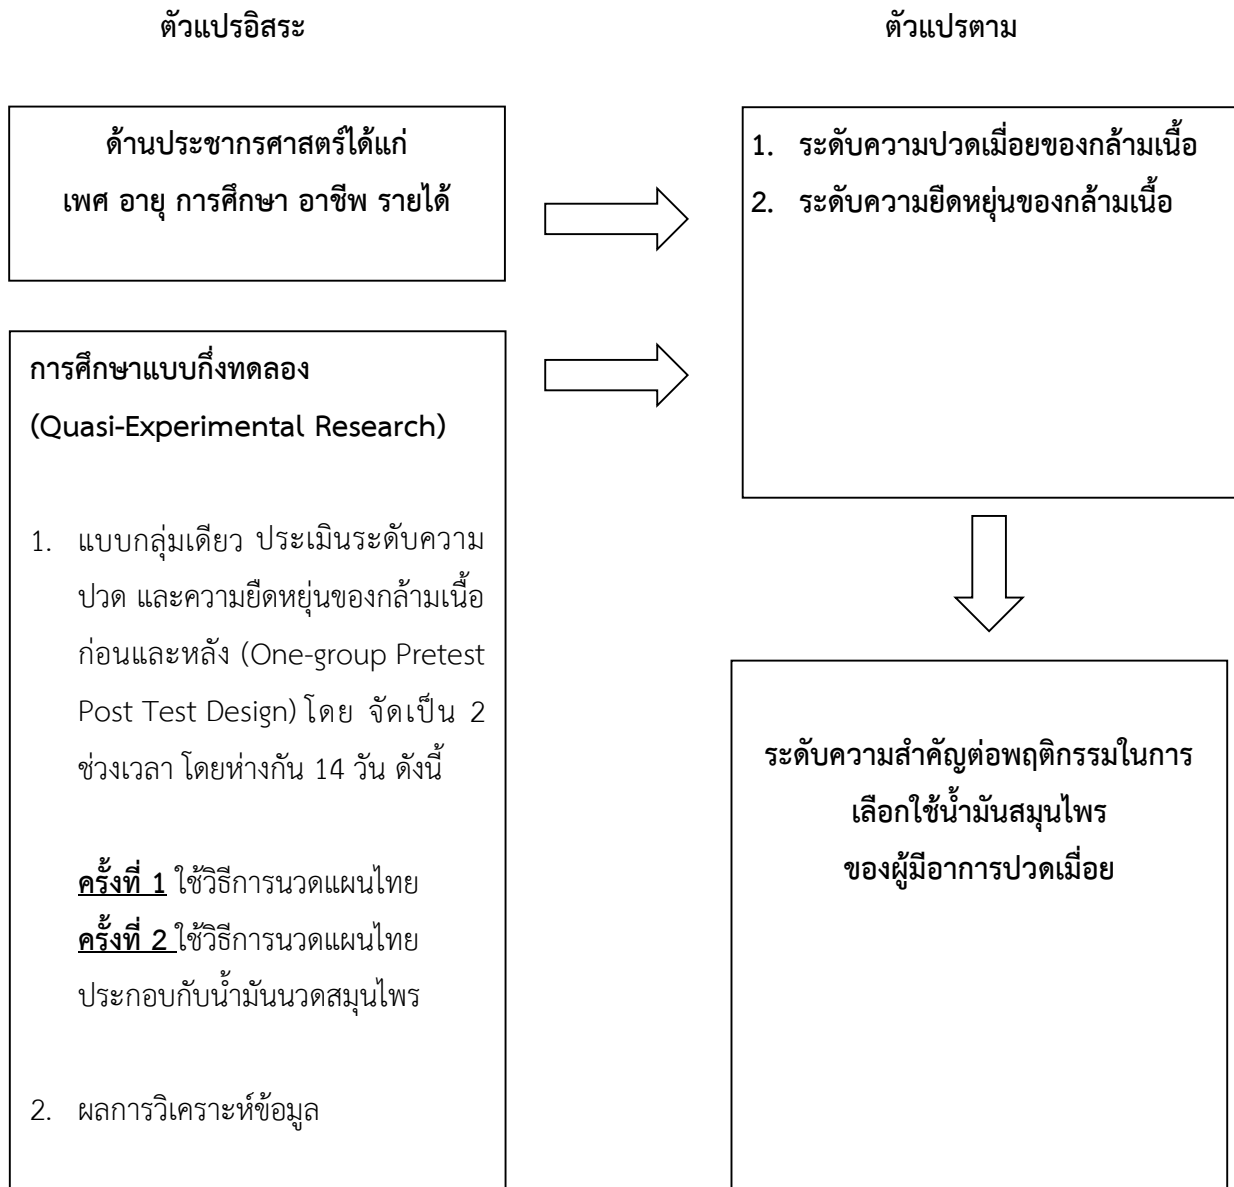 ตัวแปรอิสระ
ตัวแปรตาม
ด้านประชากรศาสตร์ได้แก่
เพศ อายุ การศึกษา อาชีพ รายได้
1. ระดับความปวดเมื่อยของกล้ามเนื้อ
2. ระดับความยืดหยุ่นของกล้ามเนื้อ
การศึกษาแบบกึ่งทดลอง
(Quasi-Experimental Research)
1. แบบกลุ่มเดียว ประเมินระดับความ
ปวด และความยืดหยุ่นของกล้ามเนื้อ
ก่อนและหลัง (One-group Pretest
Post Test Design) โดย จัดเป็น 2
ช่วงเวลา โดยห่างกัน 14 วัน ดังนี้
ครั้งที่ 1 ใช้วิธีการนวดแผนไทย
ครั้งที่ 2 ใช้วิธีการนวดแผนไทย
ประกอบกับน้ำมันนวดสมุนไพร
2. ผลการวิเคราะห์ข้อมูล
ระดับความสำคัญต่อพฤติกรรมในการ
เลือกใช้น้ำมันสมุนไพร
ของผู้มีอาการปวดเมื่อย